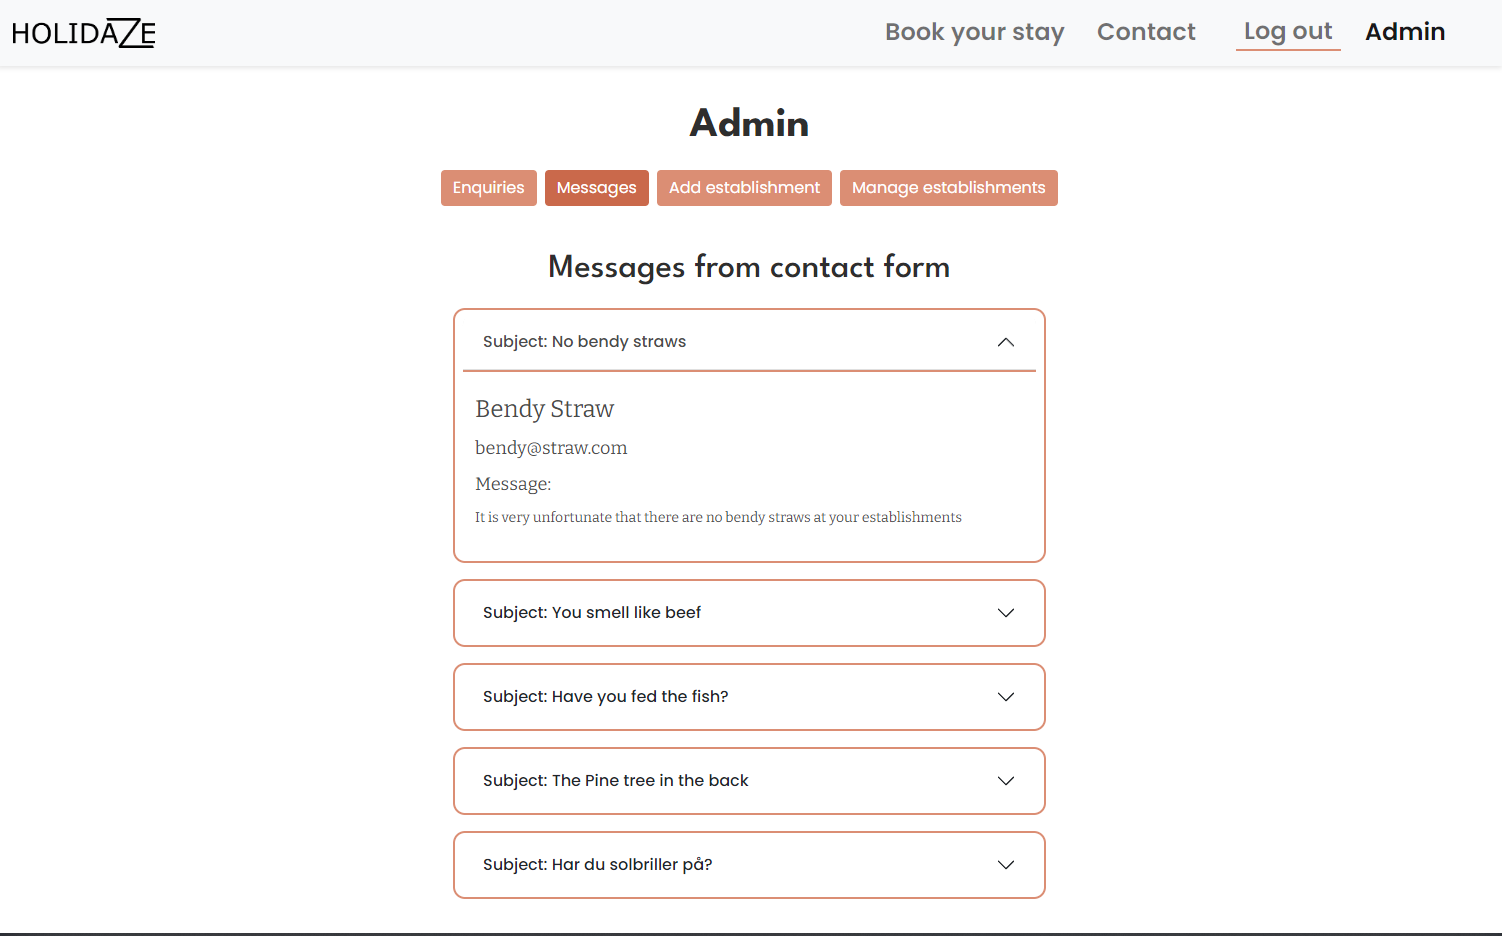 HOLIDAZE
Book your stay Contact Log out Admin
Admin
Enquiries Messages Add establishment Manage establishments
Messages from contact form
Subject: No bendy straws
Bendy Straw
bendy@straw.com
Message:
It is very unfortunate that there are no bendy straws at your establishments
Subject: You smell like beef
Subject: Have you fed the fish?
Subject: The Pine tree in the back
Subject: Har du solbriller på?